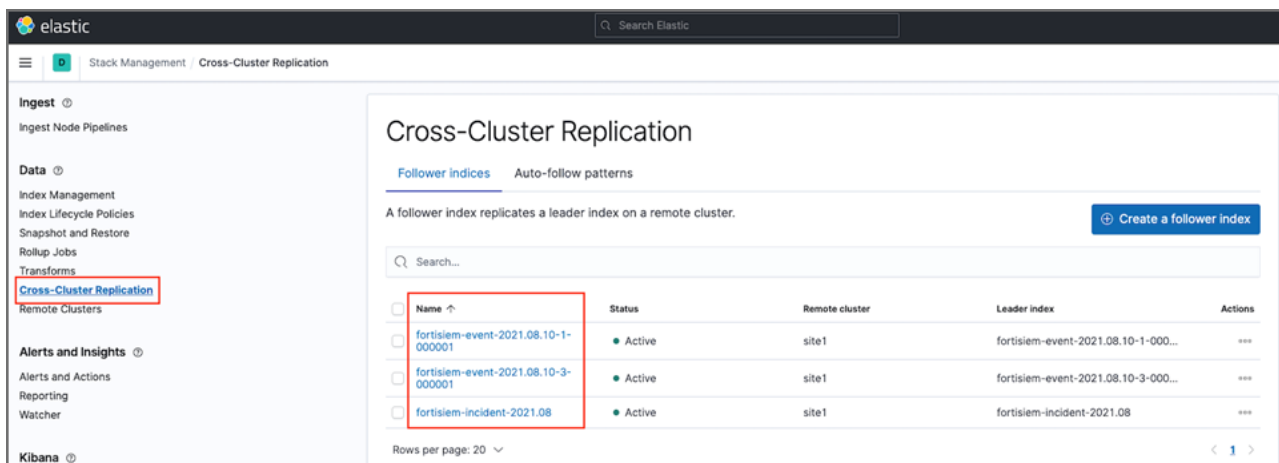 elastic
Search Elastic
D
Stack Management / Cross-Cluster Replication
Ingest
Ingest Node Pipelines
Data
Index Management
Index Lifecycle Policies
Snapshot and Restore
Rollup Jobs
Transforms
Cross-Cluster Replication
Remote Clusters
Alerts and Insights
Alerts and Actions
Reporting
Watcher
Kibana
Cross-Cluster Replication
Follower indices Auto-follow patterns
A follower index replicates a leader index on a remote cluster.
Create a follower index
Search...
Name ↑ Status Remote cluster Leader index Actions
fortisiem-event-2021.08.10-1-
000001
Active site1 fortisiem-event-2021.08.10-1-000...
fortisiem-event-2021.08.10-3-
000001
Active site1 fortisiem-event-2021.08.10-3-000...
fortisiem-incident-2021.08 Active site1 fortisiem-incident-2021.08
Rows per page: 20
< 1 >